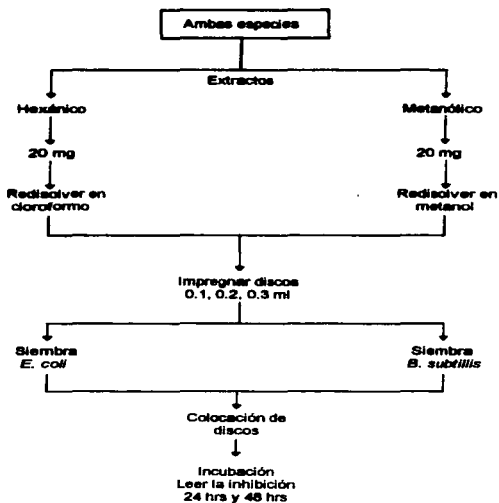 Ambas especies
Extractos
Hexánico
Metanólico
20 mg
20 mg
Redisolver en
cloroformo
Redisolver en
metanol
Impregnar discos
0.1, 0.2, 0.3 ml
Siembra
E. coli
Siembra
B. subtillis
Colocación de
discos
Incubación
Leer la inhibición
24 hrs y 48 hrs